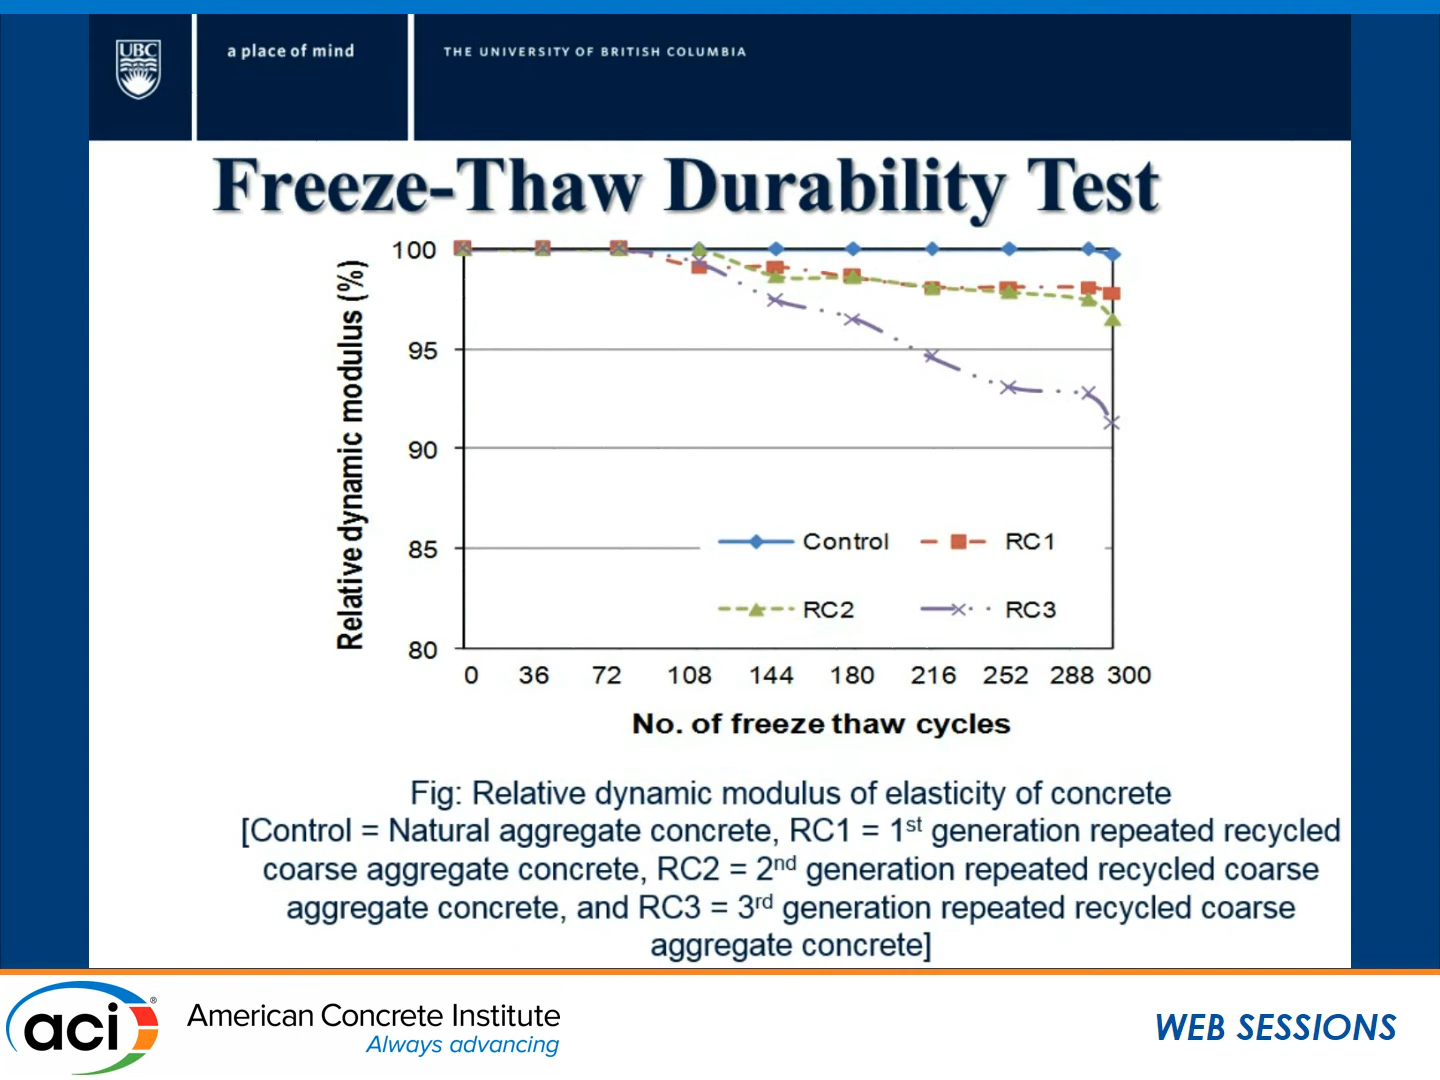 UBC
a place of mind
THE UNIVERSITY OF BRITISH COLUMBIA
Freeze-Thaw Durability Test
Relative dynamic modulus (%)
100
95
90
85
80
Control
RC1
RC2
RC3
0 36 72 108 144 180 216 252 288 300
No. of freeze thaw cycles
Fig: Relative dynamic modulus of elasticity of concrete
[Control = Natural aggregate concrete, RC1 = 1st generation repeated recycled
coarse aggregate concrete, RC2 = 2nd generation repeated recycled coarse
aggregate concrete, and RC3 = 3rd generation repeated recycled coarse
aggregate concrete]
aci®
American Concrete Institute
Always advancing
WEB SESSIONS